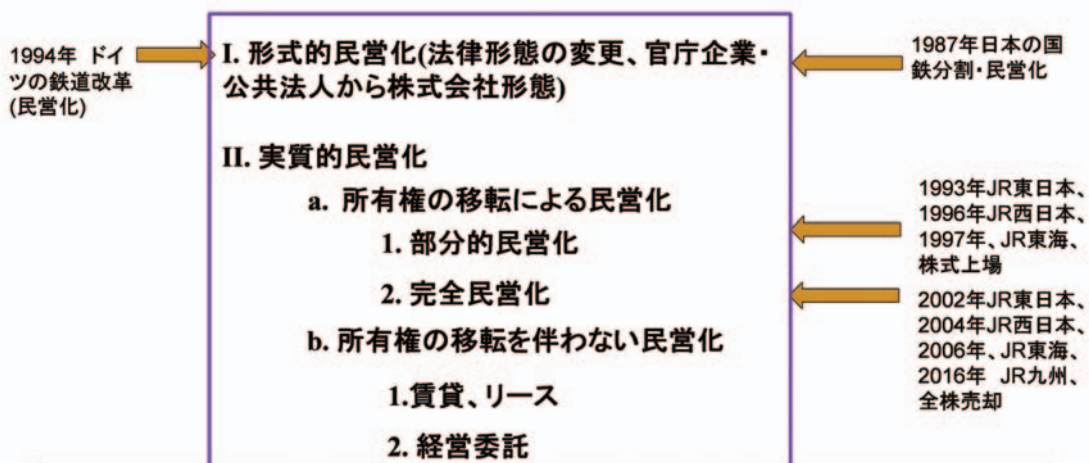 1994年 ドイ
ツの鉄道改革
(民営化)
I. 形式的民営化(法律形態の変更、官庁企業・
公共法人から株式会社形態)
1987年日本の国
鉄分割・民営化
II. 実質的民営化
a. 所有権の移転による民営化
1. 部分的民営化
1993年JR東日本、
1996年JR西日本、
1997年、JR東海、
株式上場
2. 完全民営化
2002年JR東日本、
2004年JR西日本、
2006年、JR東海、
2016年 JR九州、
全株売却
b. 所有権の移転を伴わない民営化
1.賃貸、リース
2. 経営委託